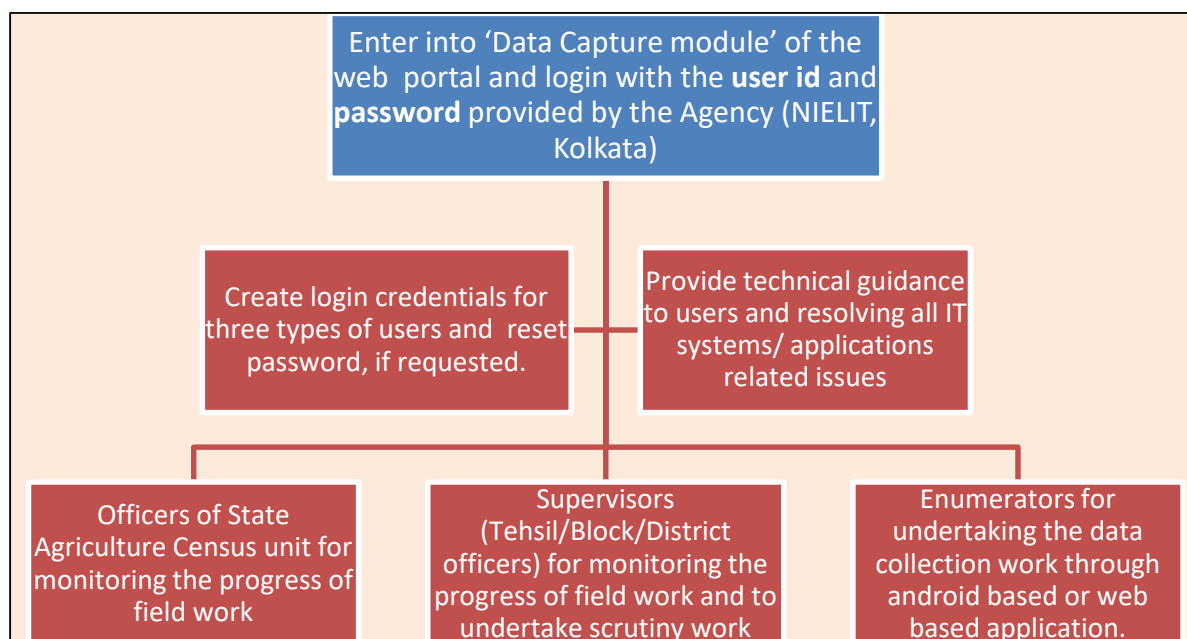 Enter into ‘Data Capture module’ of the
web  portal and login with the user id and
password provided by the Agency (NIELIT,
Kolkata)
Create login credentials for
three types of users and  reset
password, if requested.
Provide technical guidance
to users and resolving all IT
systems/ applications
related issues
Officers of State
Agriculture Census unit for
monitoring the progress of
field work
Supervisors
(Tehsil/Block/District
officers) for monitoring the
progress of field work and to
undertake scrutiny work
Enumerators for
undertaking the data
collection work through
android based or web
based application.